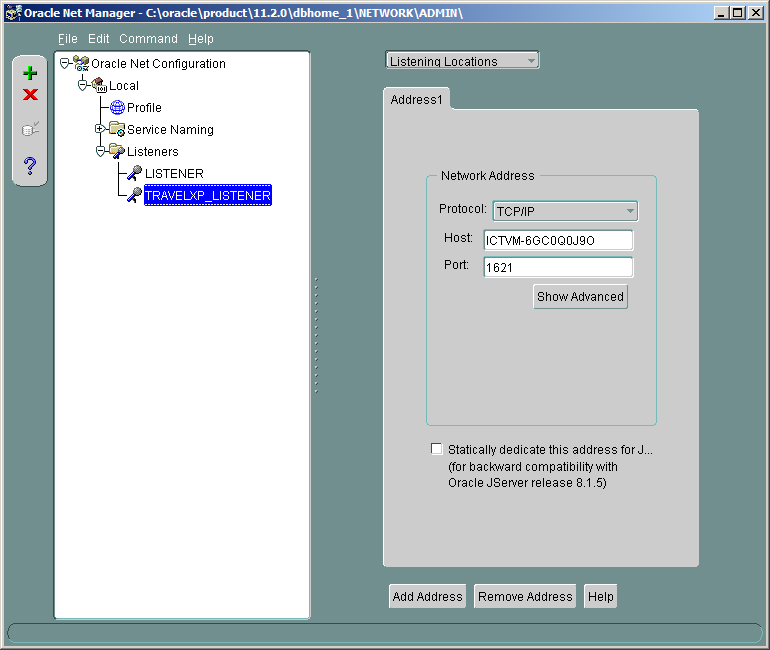 Oracle Net Manager - C:\oracle\product\11.2.0\dbhome_1\NETWORK\ADMIN\
File Edit Command Help
Oracle Net Configuration
Local
Profile
Service Naming
Listeners
LISTENER
TRAVELXP_LISTENER
Listening Locations
Address1
Network Address
Protocol: TCP/IP
Host: ICTVM-6GC0Q0J9O
Port: 1621
Show Advanced
Statically dedicate this address for J...
(for backward compatibility with
Oracle JServer release 8.1.5)
Add Address Remove Address Help